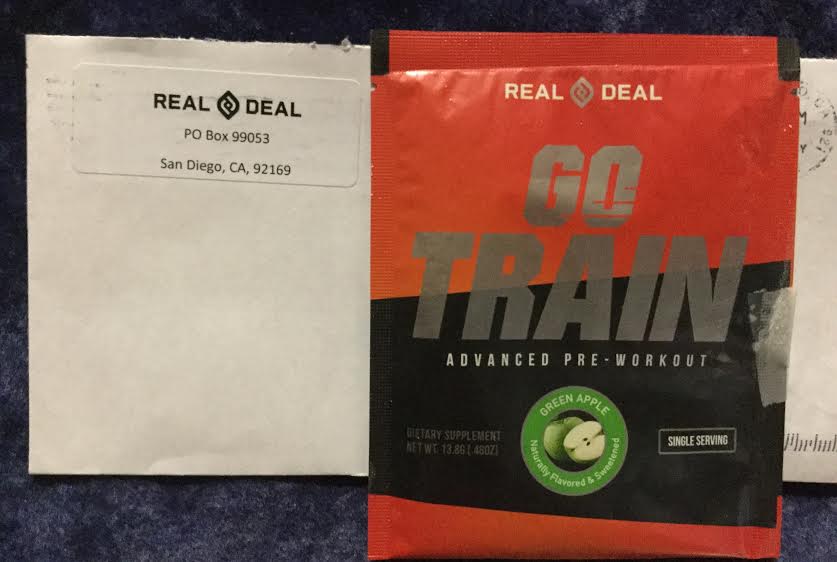 REAL DEAL
PO Box 99053
San Diego, CA, 92169
REAL DEAL
GO
TRAIN
ADVANCED PRE-WORKOUT
GREEN APPLE
Naturally Flavored & Sweetened
DIETARY SUPPLEMENT
NET WT. 13.8G (.48OZ)
SINGLE SERVING